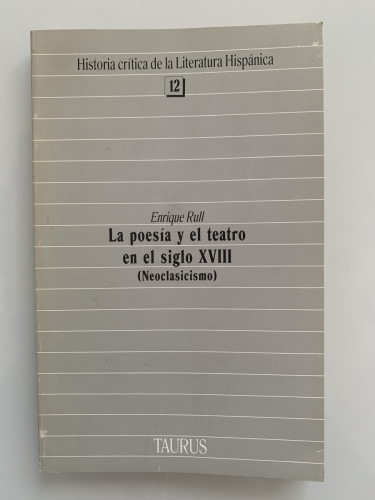 Historia crítica de la Literatura Hispánica
12
Enrique Rull
La poesía y el teatro
en el siglo XVIII
(Neoclasicismo)
TAURUS